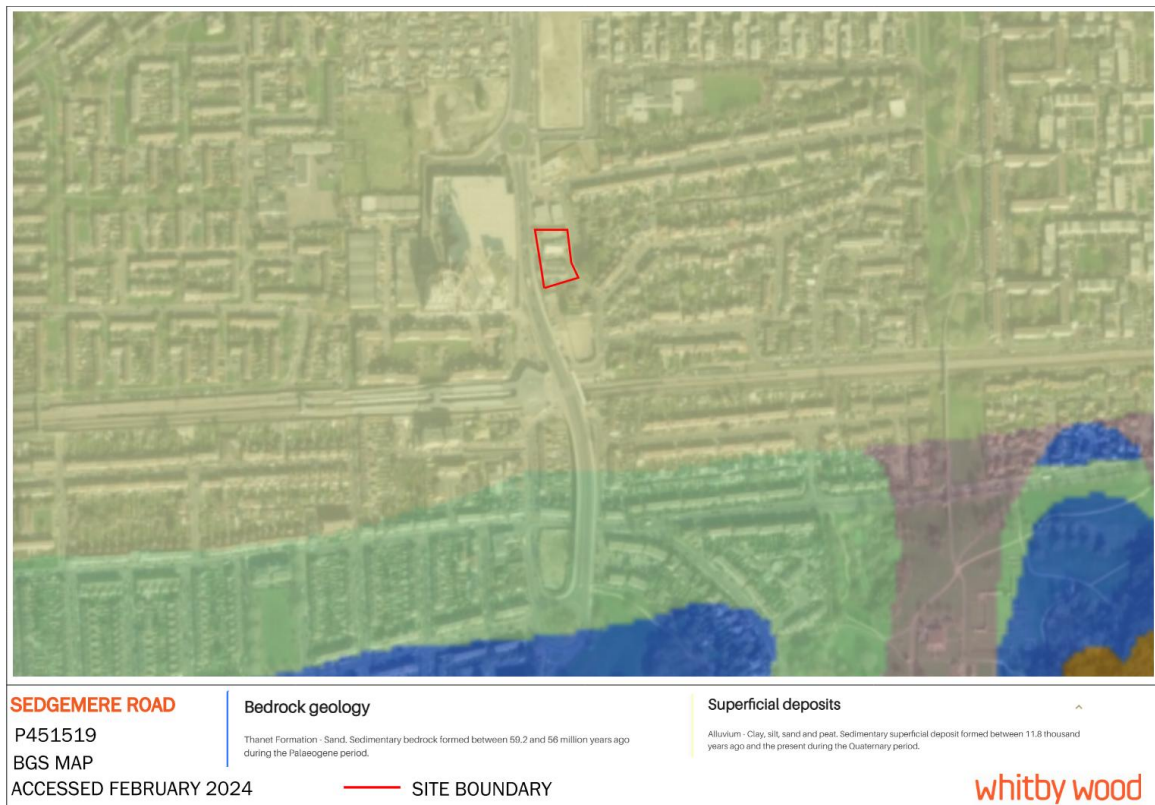 SEDGEMERE ROAD
P451519
BGS MAP
ACCESSED FEBRUARY 2024
Bedrock geology
Thanet Formation - Sand. Sedimentary bedrock formed between 59.2 and 56 million years ago
during the Palaeogene period.
SITE BOUNDARY
Superficial deposits
Alluvium - Clay, silt, sand and peat. Sedimentary superficial deposit formed between 11.8 thousand
years ago and the present during the Quaternary period.
whitby wood